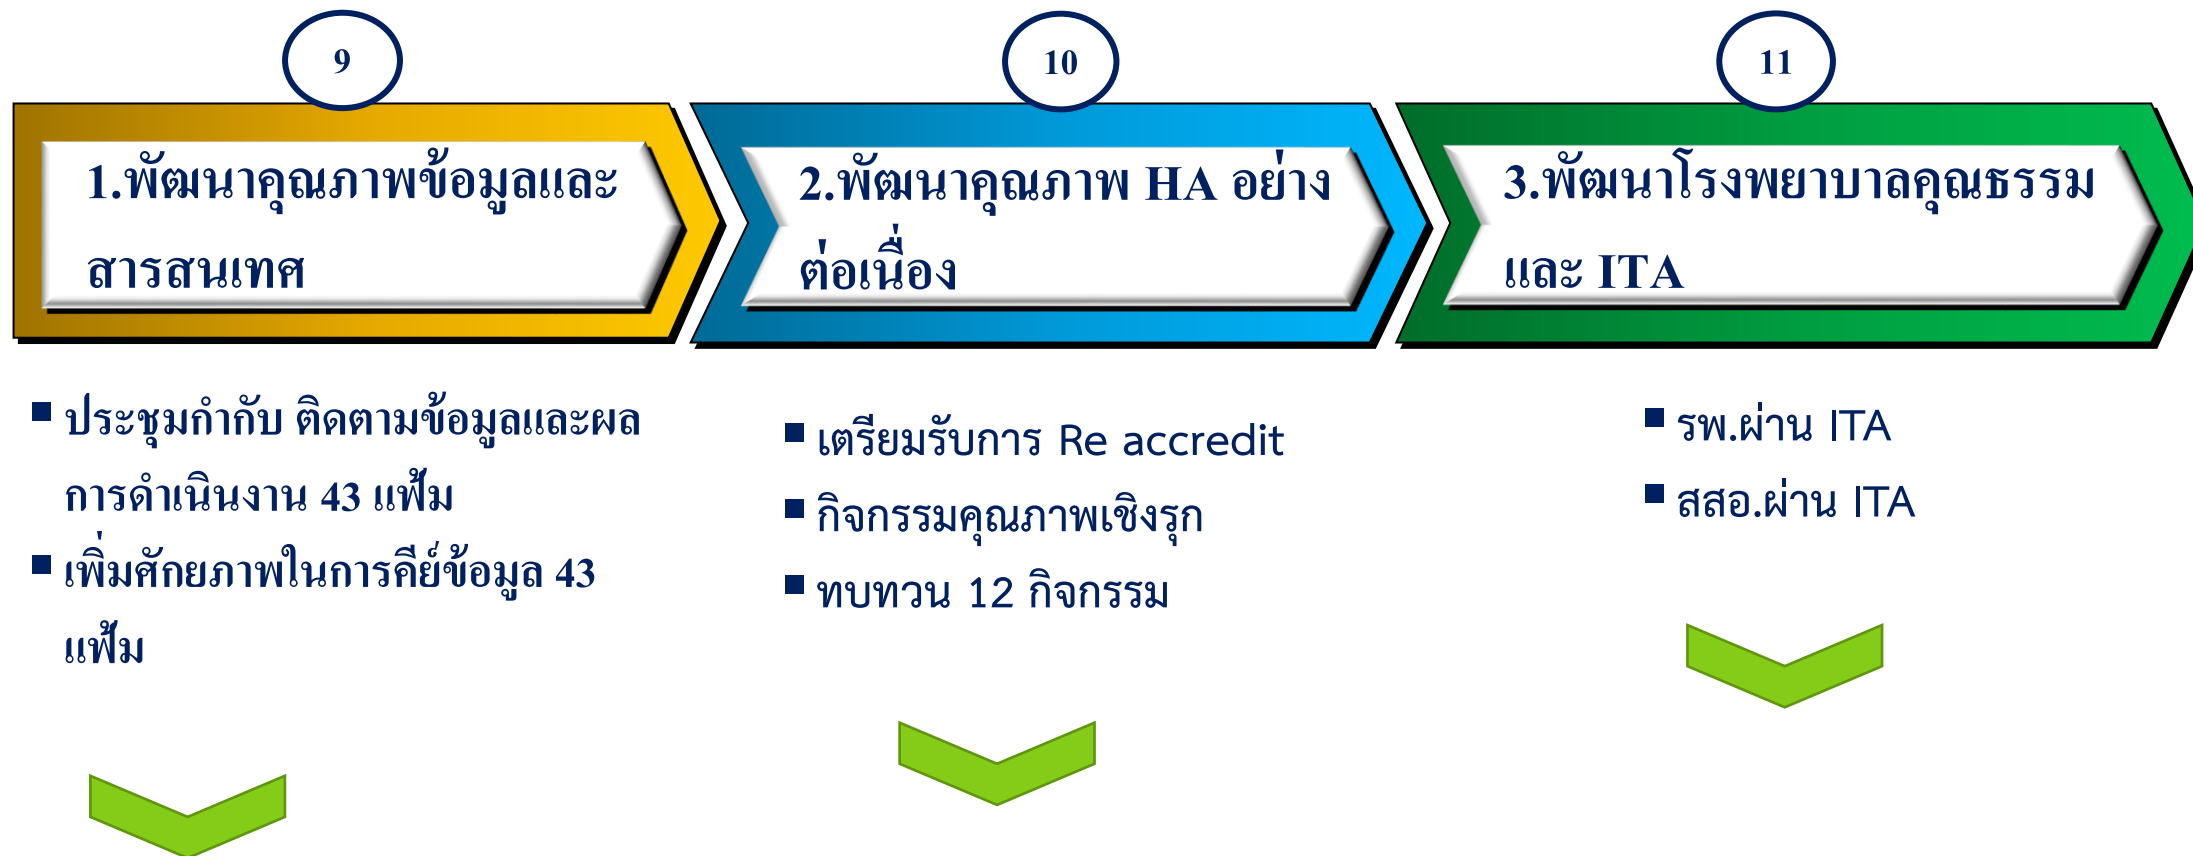 9
1.พัฒนาคุณภาพข้อมูลและ
สารสนเทศ
▪ ประชุมกำกับ ติดตามข้อมูลและผล
การดำเนินงาน 43 แฟ้ม
▪ เพิ่มศักยภาพในการคีย์ข้อมูล 43
แฟ้ม
10
2.พัฒนาคุณภาพ HA อย่าง
ต่อเนื่อง
▪ เตรียมรับการ Re accredit
▪ กิจกรรมคุณภาพเชิงรุก
▪ ทบทวน 12 กิจกรรม
11
3.พัฒนาโรงพยาบาลคุณธรรม
และ ITA
▪ รพ.ผ่าน ITA
▪ สสอ.ผ่าน ITA